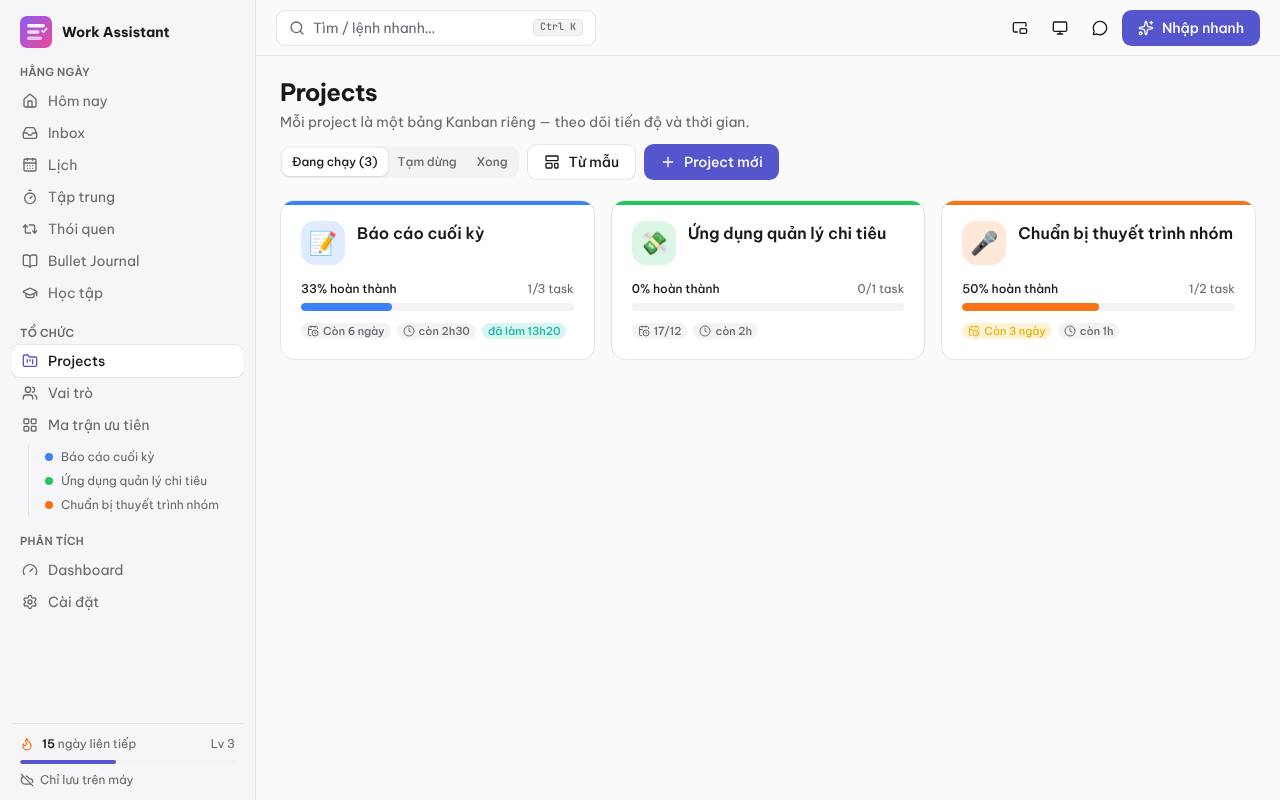 Work Assistant
HẰNG NGÀY
Hôm nay
Inbox
Lịch
Tập trung
Thói quen
Bullet Journal
Học tập
TỔ CHỨC
Projects
Vai trò
Ma trận ưu tiên
Báo cáo cuối kỳ
Ứng dụng quản lý chi tiêu
Chuẩn bị thuyết trình nhóm
PHÂN TÍCH
Dashboard
Cài đặt
15 ngày liên tiếp Lv 3
Chỉ lưu trên máy
Tìm / lệnh nhanh... Ctrl K
Nhập nhanh
Projects
Mỗi project là một bảng Kanban riêng — theo dõi tiến độ và thời gian.
Đang chạy (3) Tạm dừng Xong Từ mẫu Project mới
Báo cáo cuối kỳ
33% hoàn thành 1/3 task
Còn 6 ngày còn 2h30 đã làm 13h20
Ứng dụng quản lý chi tiêu
0% hoàn thành 0/1 task
17/12 còn 2h
Chuẩn bị thuyết trình nhóm
50% hoàn thành 1/2 task
Còn 3 ngày còn 1h